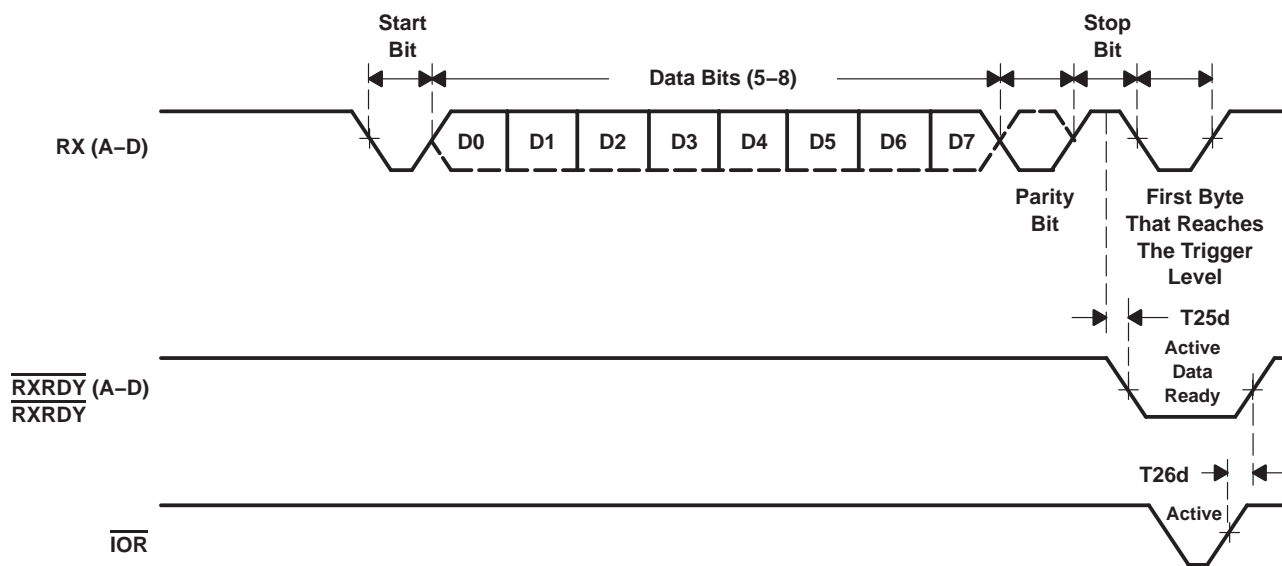 Start
Bit
Stop
Bit
Data Bits (5–8)
RX (A–D)
D0 D1 D2 D3 D4 D5 D6 D7
Parity
Bit
First Byte
That Reaches
The Trigger
Level
T25d
RXRDY (A–D)
RXRDY
Active
Data
Ready
T26d
IOR
Active